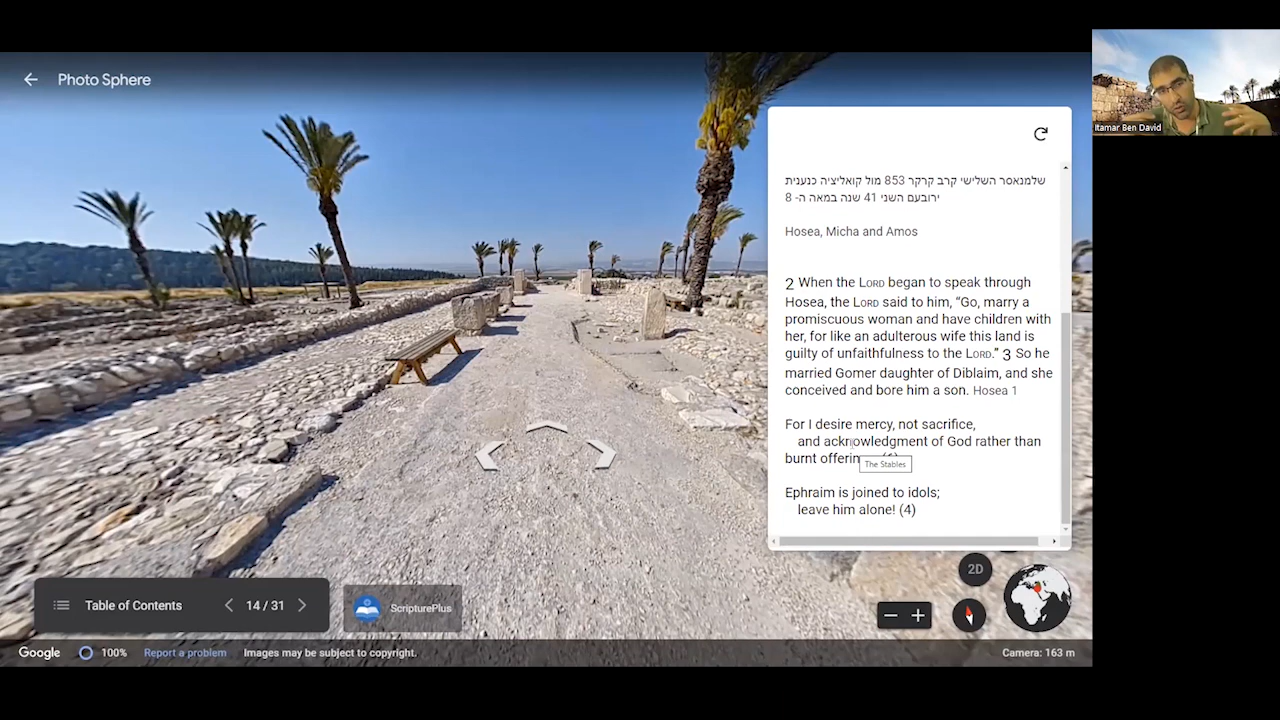 Photo Sphere
Itamar Ben David
שלמנאסר השלישי קרב קרקר 853 מול קואליציה כנענית
ירובעם השני 41 שנה במאה ה- 8
Hosea, Micha and Amos
2 When the LORD began to speak through
Hosea, the LORD said to him, “Go, marry a
promiscuous woman and have children with
her, for like an adulterous wife this land is
guilty of unfaithfulness to the LORD.” 3 So he
married Gomer daughter of Diblaim, and she
conceived and bore him a son. Hosea 1
For I desire mercy, not sacrifice,
and acknowledgment of God rather than
burnt offerin
The Stables
Ephraim is joined to idols;
leave him alone! (4)
2D
Table of Contents
14 / 31
ScripturePlus
Google
100%
Report a problem
Images may be subject to copyright.
Camera: 163 m